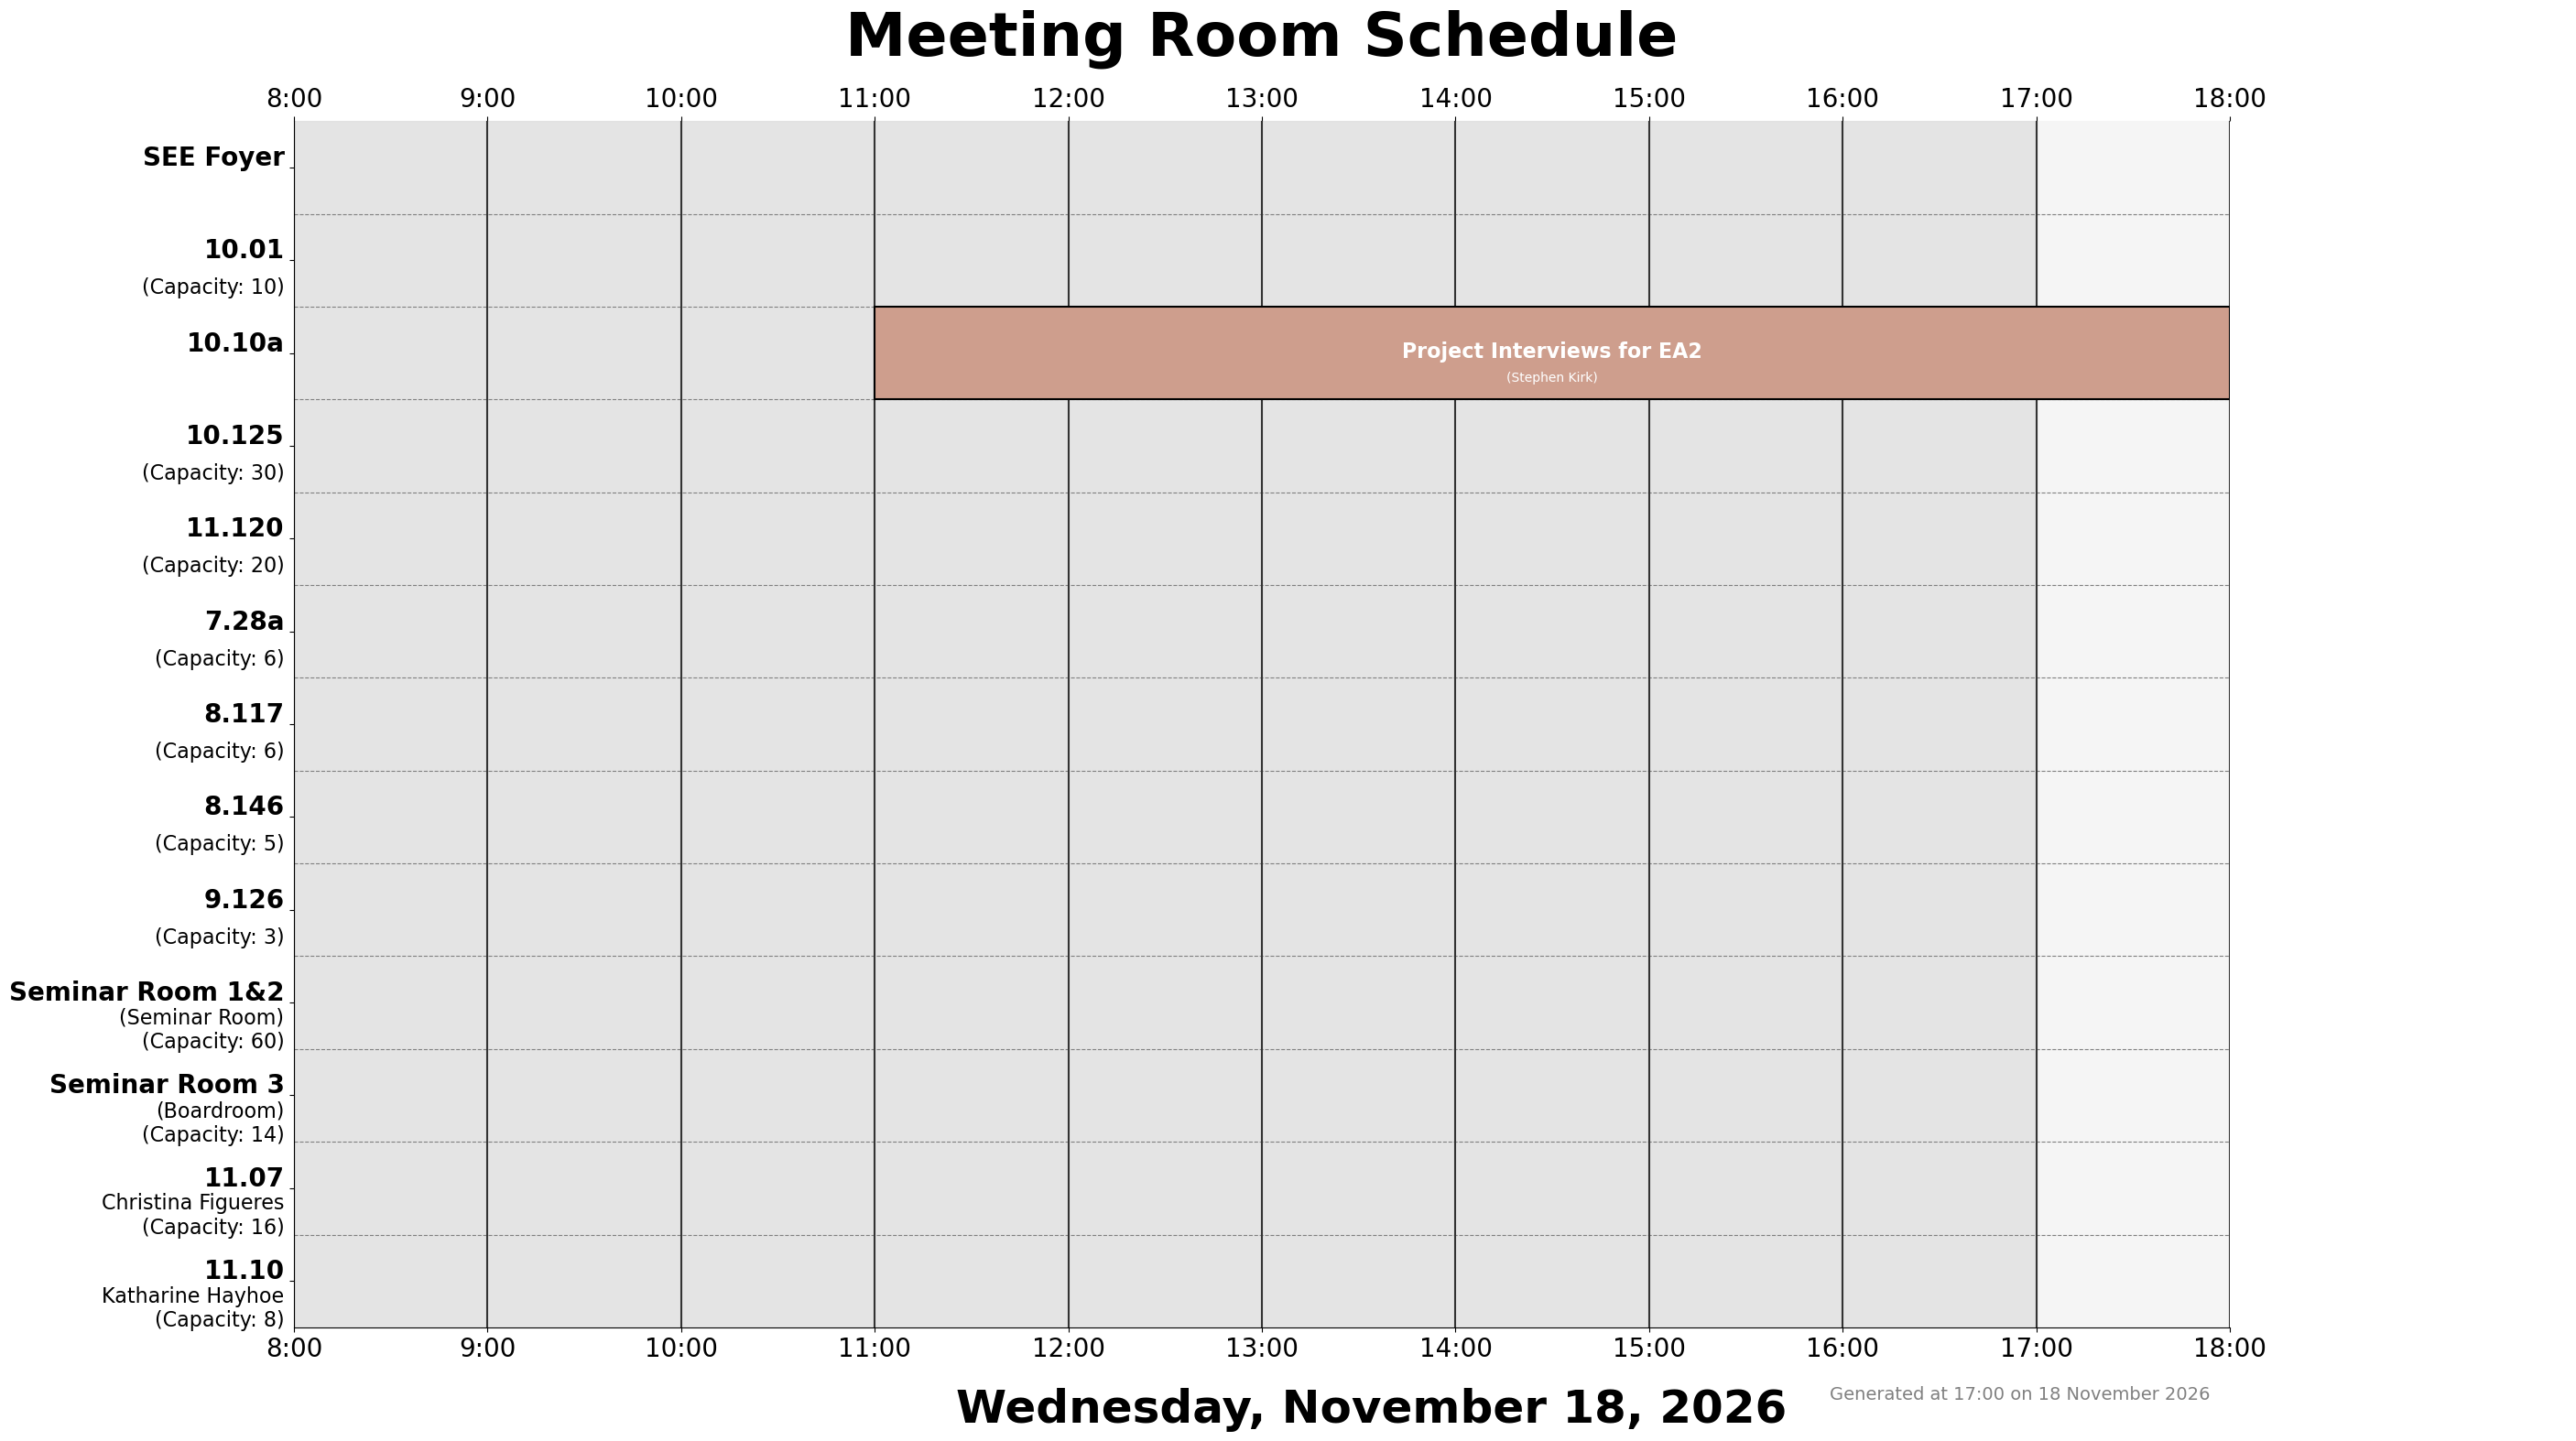 Meeting Room Schedule
8:00 9:00 10:00 11:00 12:00 13:00 14:00 15:00 16:00 17:00 18:00
SEE Foyer
10.01
(Capacity: 10)
10.10a
Project Interviews for EA2
(Stephen Kirk)
10.125
(Capacity: 30)
11.120
(Capacity: 20)
7.28a
(Capacity: 6)
8.117
(Capacity: 6)
8.146
(Capacity: 5)
9.126
(Capacity: 3)
Seminar Room 1&2
(Seminar Room)
(Capacity: 60)
Seminar Room 3
(Boardroom)
(Capacity: 14)
11.07
Christina Figueres
(Capacity: 16)
11.10
Katharine Hayhoe
(Capacity: 8)
8:00 9:00 10:00 11:00 12:00 13:00 14:00 15:00 16:00 17:00 18:00
Wednesday, November 18, 2026
Generated at 17:00 on 18 November 2026